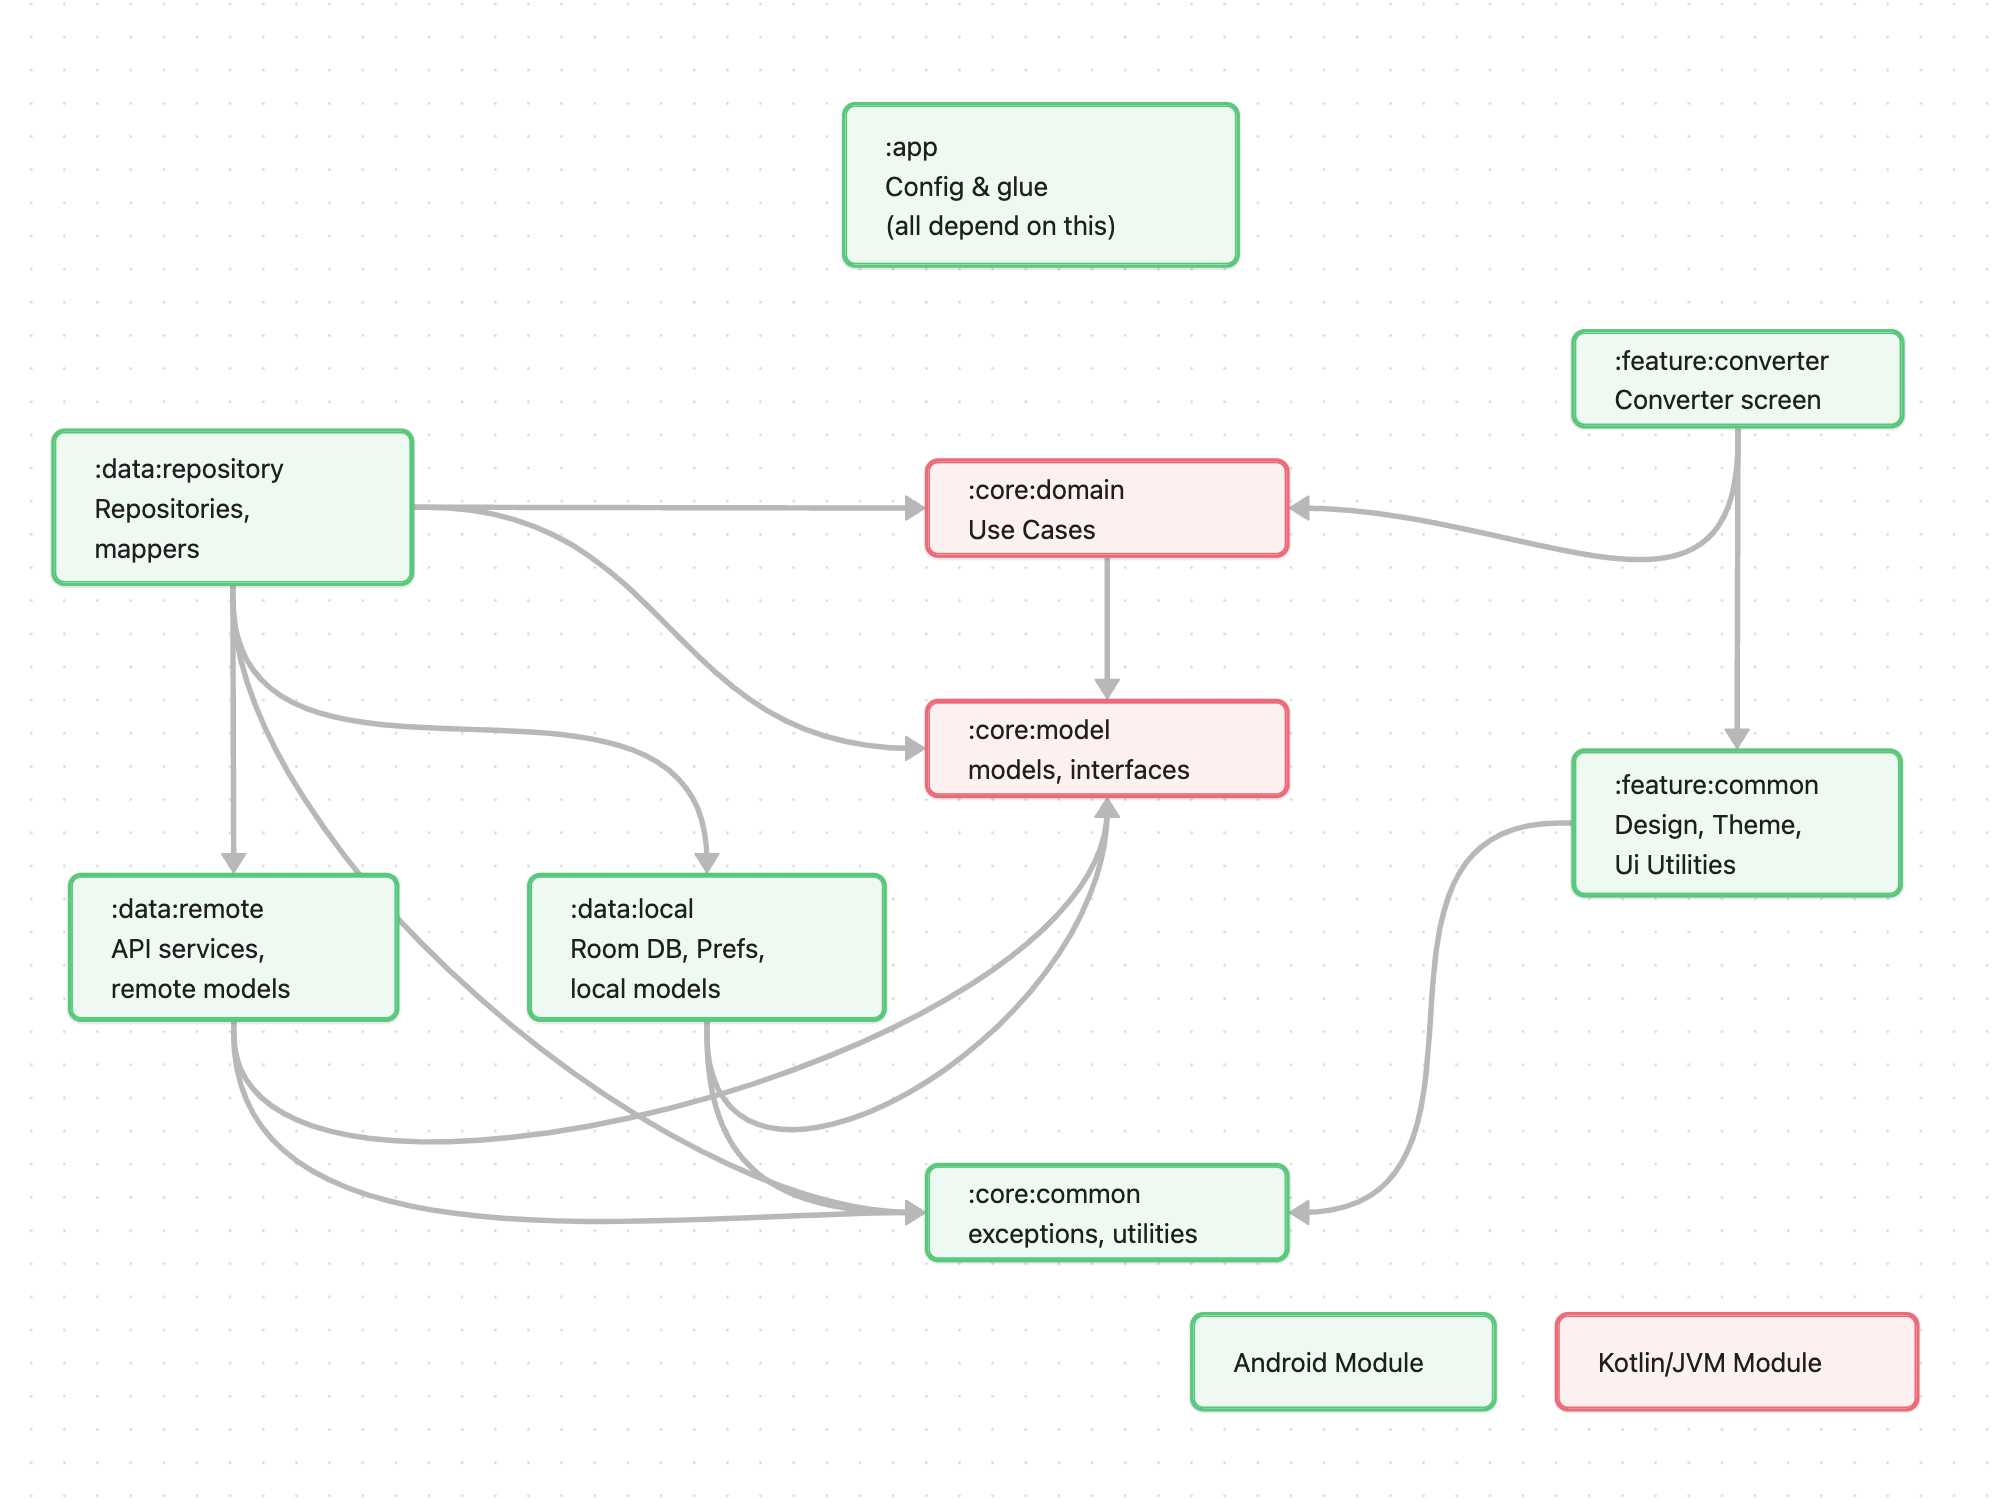 :app
Config & glue
(all depend on this)
:feature:converter
Converter screen
:data:repository
Repositories,
mappers
:core:domain
Use Cases
:core:model
models, interfaces
:feature:common
Design, Theme,
Ui Utilities
:data:remote
API services,
remote models
:data:local
Room DB, Prefs,
local models
:core:common
exceptions, utilities
Android Module
Kotlin/JVM Module